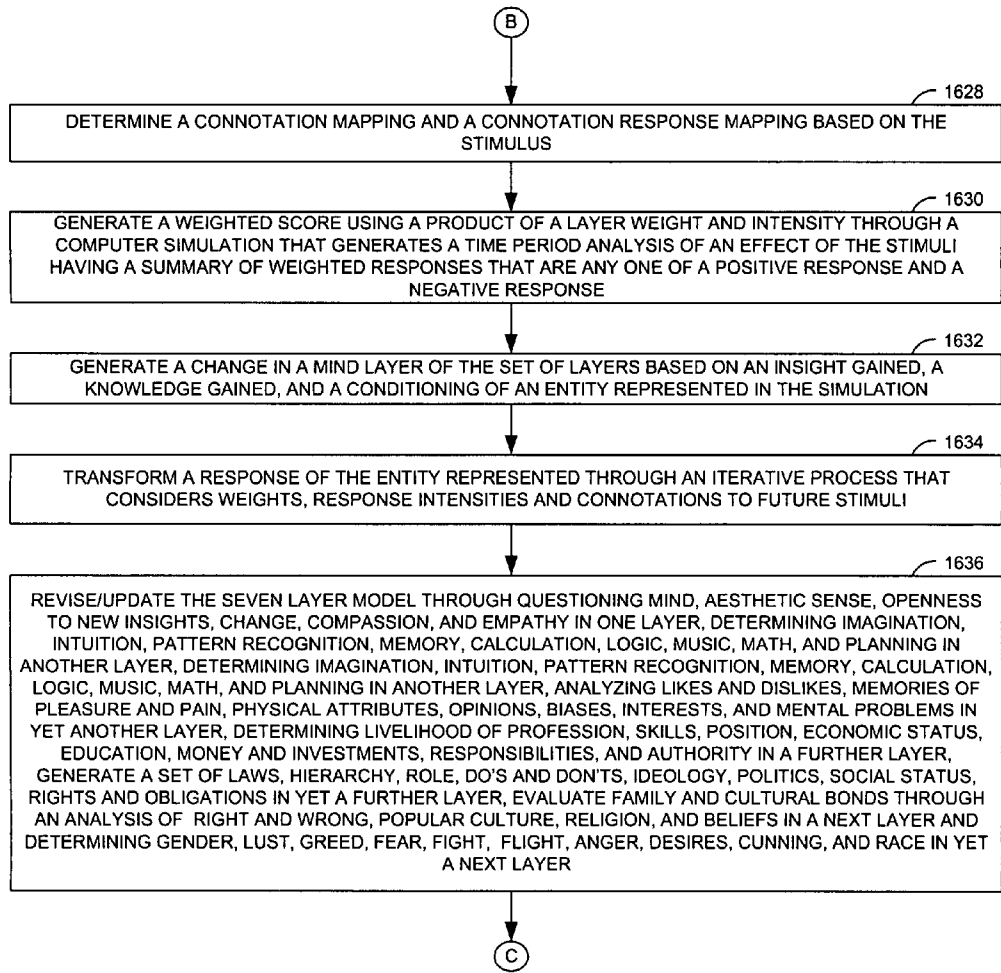 B
1628
DETERMINE A CONNOTATION MAPPING AND A CONNOTATION RESPONSE MAPPING BASED ON THE
STIMULUS
1630
GENERATE A WEIGHTED SCORE USING A PRODUCT OF A LAYER WEIGHT AND INTENSITY THROUGH A
COMPUTER SIMULATION THAT GENERATES A TIME PERIOD ANALYSIS OF AN EFFECT OF THE STIMULI
HAVING A SUMMARY OF WEIGHTED RESPONSES THAT ARE ANY ONE OF A POSITIVE RESPONSE AND A
NEGATIVE RESPONSE
1632
GENERATE A CHANGE IN A MIND LAYER OF THE SET OF LAYERS BASED ON AN INSIGHT GAINED, A
KNOWLEDGE GAINED, AND A CONDITIONING OF AN ENTITY REPRESENTED IN THE SIMULATION
1634
TRANSFORM A RESPONSE OF THE ENTITY REPRESENTED THROUGH AN ITERATIVE PROCESS THAT
CONSIDERS WEIGHTS, RESPONSE INTENSITIES AND CONNOTATIONS TO FUTURE STIMULI
1636
REVISE/UPDATE THE SEVEN LAYER MODEL THROUGH QUESTIONING MIND, AESTHETIC SENSE, OPENNESS
TO NEW INSIGHTS, CHANGE, COMPASSION, AND EMPATHY IN ONE LAYER, DETERMINING IMAGINATION,
INTUITION, PATTERN RECOGNITION, MEMORY, CALCULATION, LOGIC, MUSIC, MATH, AND PLANNING IN
ANOTHER LAYER, DETERMINING IMAGINATION, INTUITION, PATTERN RECOGNITION, MEMORY, CALCULATION,
LOGIC, MUSIC, MATH, AND PLANNING IN ANOTHER LAYER, ANALYZING LIKES AND DISLIKES, MEMORIES OF
PLEASURE AND PAIN, PHYSICAL ATTRIBUTES, OPINIONS, BIASES, INTERESTS, AND MENTAL PROBLEMS IN
YET ANOTHER LAYER, DETERMINING LIVELIHOOD OF PROFESSION, SKILLS, POSITION, ECONOMIC STATUS,
EDUCATION, MONEY AND INVESTMENTS, RESPONSIBILITIES, AND AUTHORITY IN A FURTHER LAYER,
GENERATE A SET OF LAWS, HIERARCHY, ROLE, DO'S AND DON'TS, IDEOLOGY, POLITICS, SOCIAL STATUS,
RIGHTS AND OBLIGATIONS IN YET A FURTHER LAYER, EVALUATE FAMILY AND CULTURAL BONDS THROUGH
AN ANALYSIS OF RIGHT AND WRONG, POPULAR CULTURE, RELIGION, AND BELIEFS IN A NEXT LAYER AND
DETERMINING GENDER, LUST, GREED, FEAR, FIGHT, FLIGHT, ANGER, DESIRES, CUNNING, AND RACE IN YET
A NEXT LAYER
C